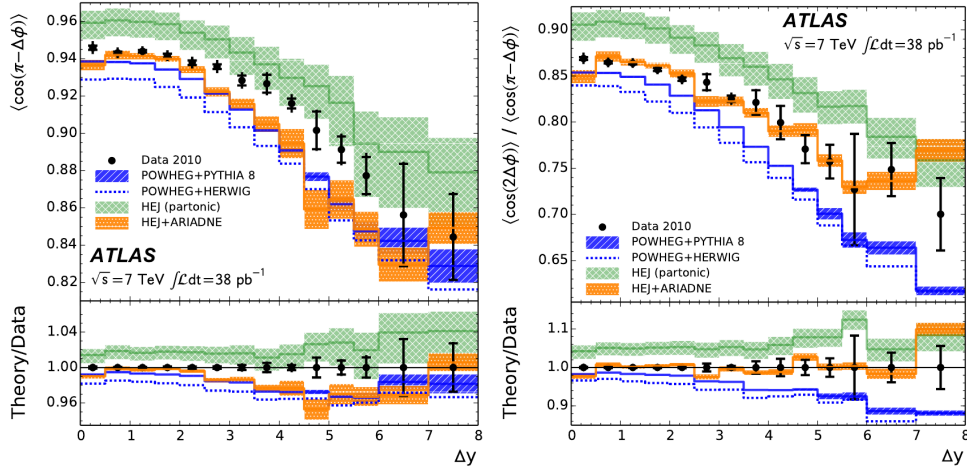 ⟨cos(π−Δϕ)⟩
0.96
0.94
0.92
0.90
0.88
0.86
0.84
0.82
Data 2010
POWHEG+PYTHIA 8
POWHEG+HERWIG
HEJ (partonic)
HEJ+ARIADNE
ATLAS
√s=7 TeV ∫ℒdt=38 pb⁻¹
Theory/Data
1.04
1.00
0.96
0 1 2 3 4 5 6 7 8
Δy
⟨cos(2Δϕ)⟩ / ⟨cos(π−Δϕ)⟩
0.90
0.85
0.80
0.75
0.70
0.65
ATLAS
√s=7 TeV ∫ℒdt=38 pb⁻¹
Data 2010
POWHEG+PYTHIA 8
POWHEG+HERWIG
HEJ (partonic)
HEJ+ARIADNE
Theory/Data
1.1
1.0
0.9
0 1 2 3 4 5 6 7 8
Δy